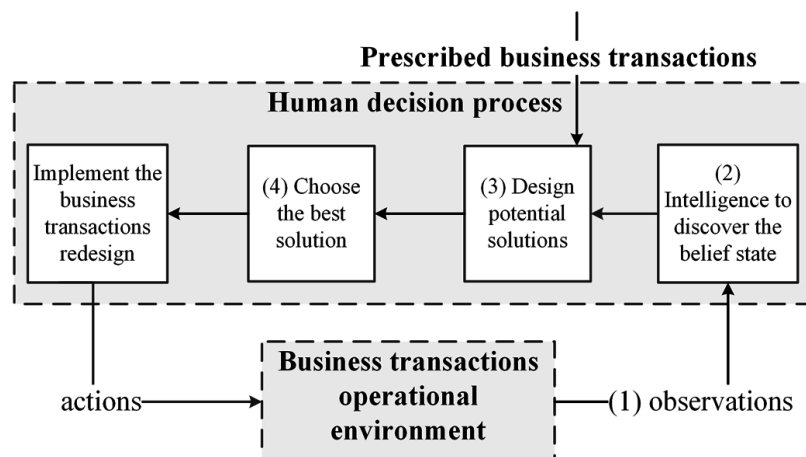 Prescribed business transactions
Human decision process
Implement the
business
transactions
redesign
(4) Choose
the best
solution
(3) Design
potential
solutions
(2)
Intelligence to
discover the
belief state
Business transactions
operational
environment
actions
(1) observations